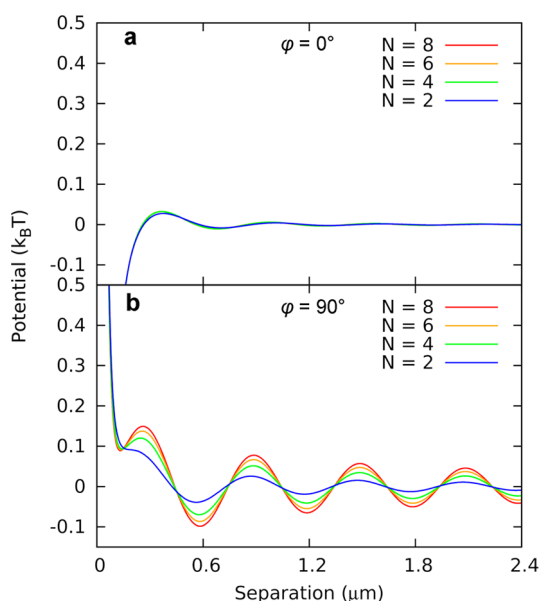 0.5
a
φ = 0°
N = 8
0.4
N = 6
N = 4
0.3
N = 2
0.2
0.1
0
-0.1
Potential (kBT)
0.5
b
φ = 90°
N = 8
0.4
N = 6
N = 4
0.3
N = 2
0.2
0.1
0
-0.1
0 0.6 1.2 1.8 2.4
Separation (μm)